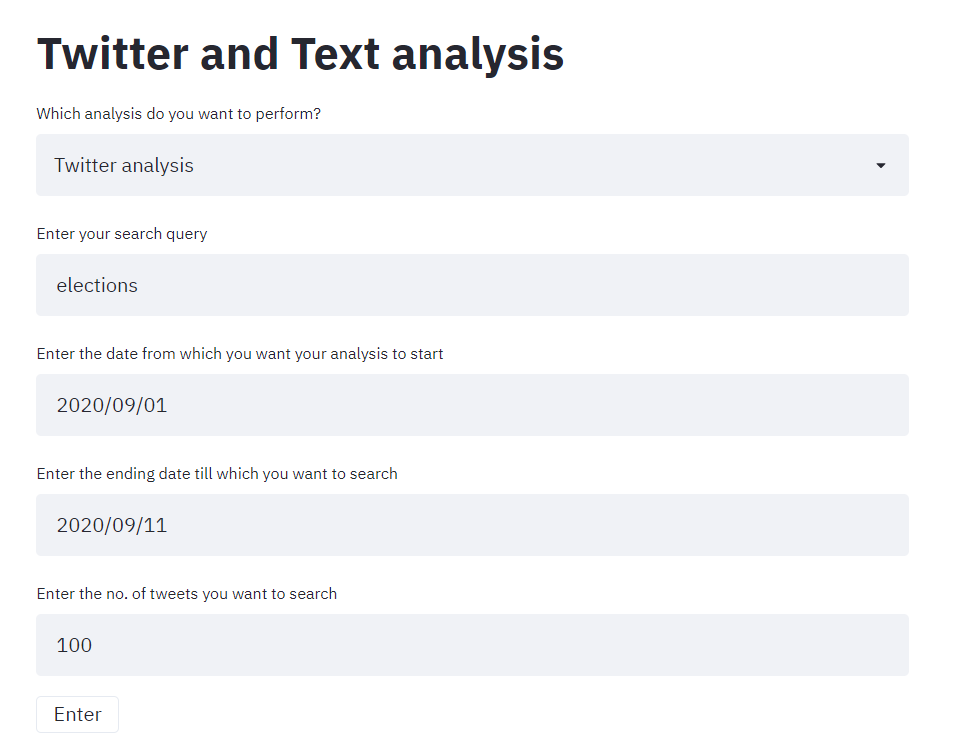 Twitter and Text analysis
Which analysis do you want to perform?
Twitter analysis
Enter your search query
elections
Enter the date from which you want your analysis to start
2020/09/01
Enter the ending date till which you want to search
2020/09/11
Enter the no. of tweets you want to search
100
Enter